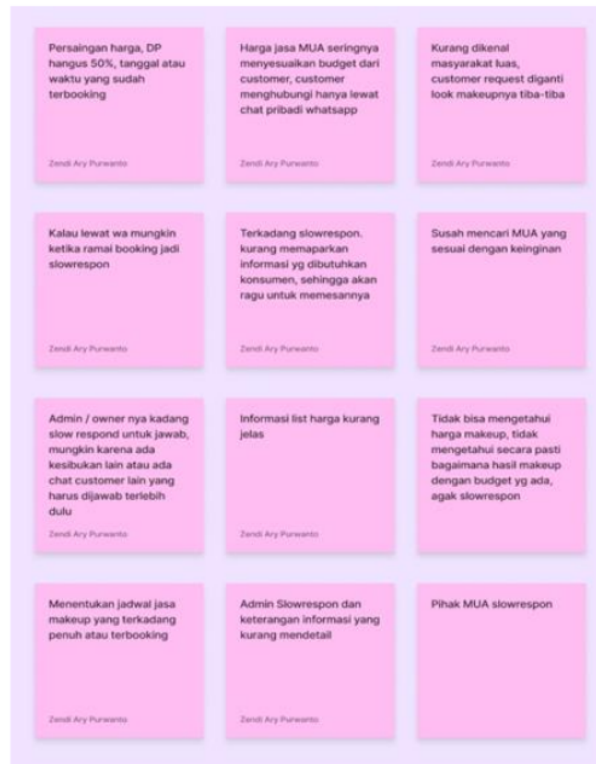 Persaingan harga, DP
hangus 50%, tanggal atau
waktu yang sudah
terbooking
Zendi Ary Purwanto
Harga jasa MUA seringnya
menyesuaikan budget dari
customer, customer
menghubungi hanya lewat
chat pribadi whatsapp
Zendi Ary Purwanto
Kurang dikenal
masyarakat luas,
customer request diganti
look makeupnya tiba-tiba
Zendi Ary Purwanto
Kalau lewat wa mungkin
ketika ramai booking jadi
slowrespon
Zendi Ary Purwanto
Terkadang slowrespon.
kurang memaparkan
informasi yg dibutuhkan
konsumen, sehingga akan
ragu untuk memesannya
Zendi Ary Purwanto
Susah mencari MUA yang
sesuai dengan keinginan
Zendi Ary Purwanto
Admin / owner nya kadang
slow respond untuk jawab,
mungkin karena ada
kesibukan lain atau ada
chat customer lain yang
harus dijawab terlebih
dulu
Zendi Ary Purwanto
Informasi list harga kurang
jelas
Zendi Ary Purwanto
Tidak bisa mengetahui
harga makeup, tidak
mengetahui secara pasti
bagaimana hasil makeup
dengan budget yg ada,
agak slowrespon
Menentukan jadwal jasa
makeup yang terkadang
penuh atau terbooking
Zendi Ary Purwanto
Admin Slowrespon dan
keterangan informasi yang
kurang mendetail
Zendi Ary Purwanto
Pihak MUA slowrespon